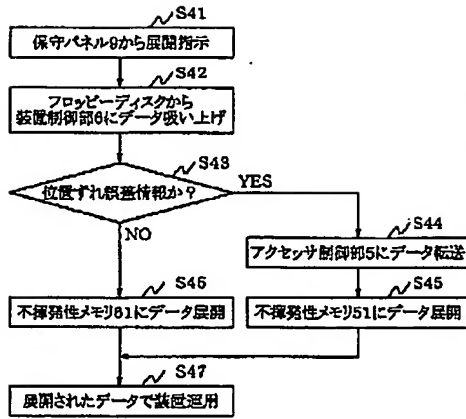 S41
保守パネル9から展開指示
S42
フロッピーディスクから
装置制御部6にデータ吸い上げ
S43
位置ずれ誤差情報か?
YES
NO
S44
アクセッサ制御部5にデータ転送
S46
S45
不揮発性メモリ61にデータ展開
不揮発性メモリ51にデータ展開
S47
展開されたデータで装置運用